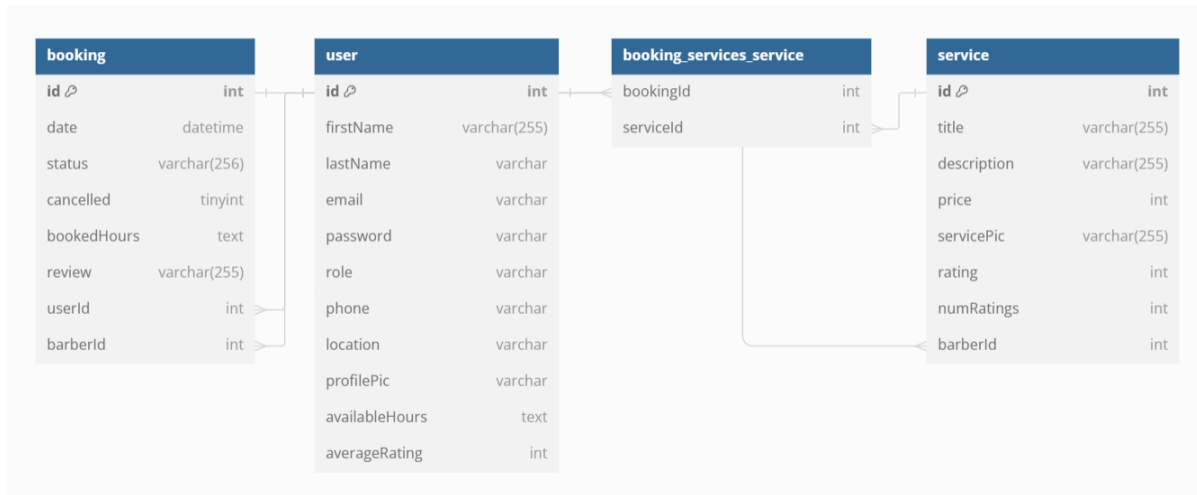 booking
id int
date datetime
status varchar(256)
cancelled tinyint
bookedHours text
review varchar(255)
userId int
barberId int
user
id int
firstName varchar(255)
lastName varchar
email varchar
password varchar
role varchar
phone varchar
location varchar
profilePic varchar
availableHours text
averageRating int
booking_services_service
bookingId int
serviceId int
service
id int
title varchar(255)
description varchar(255)
price int
servicePic varchar(255)
rating int
numRatings int
barberId int